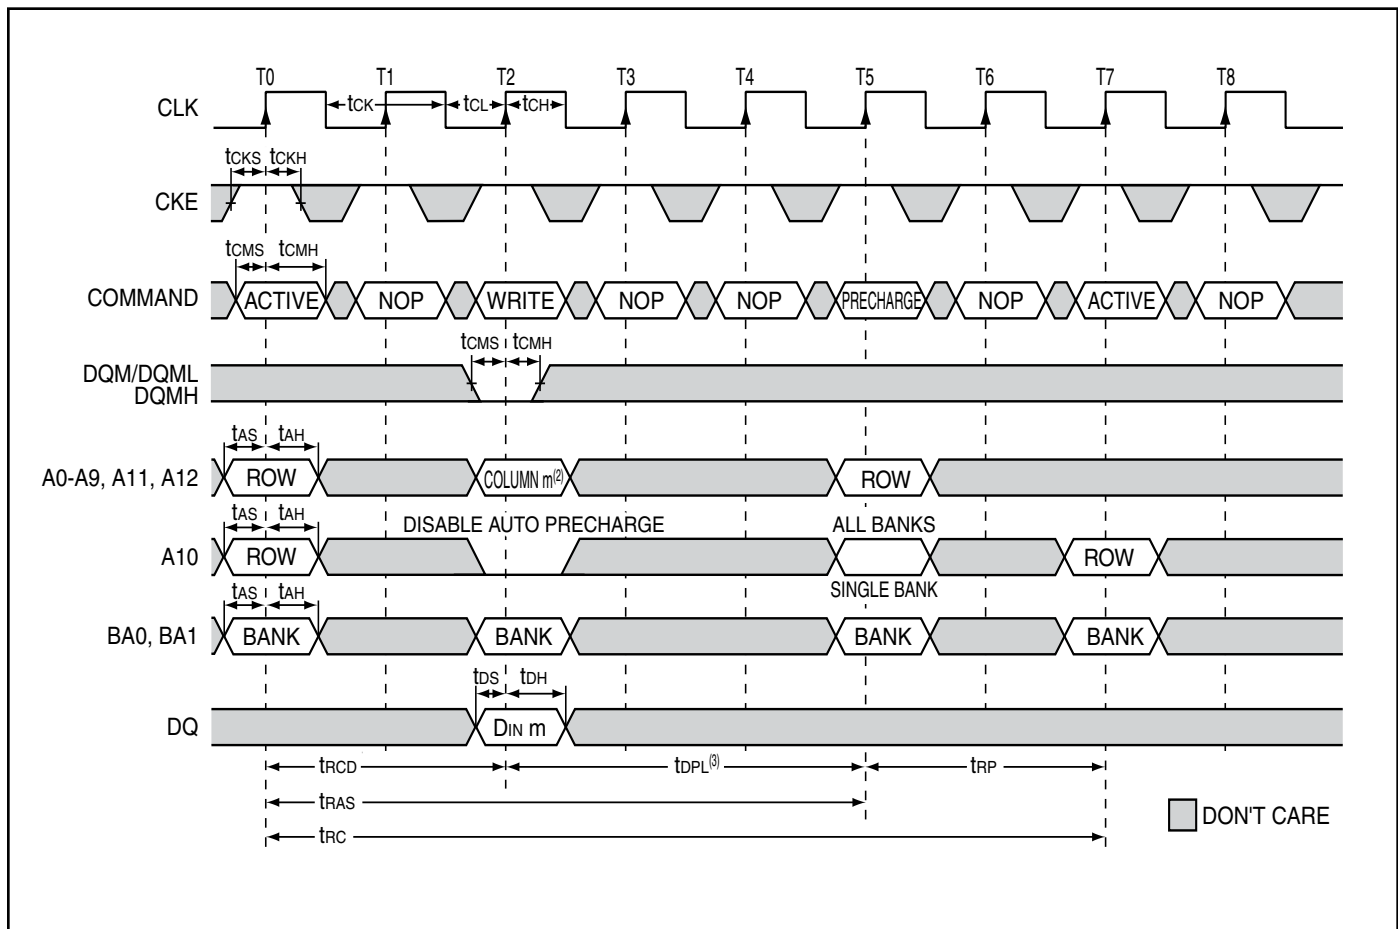 T0 T1 T2 T3 T4 T5 T6 T7 T8
CLK tCK tCL tCH
tCKS tCKH
CKE
tCMS tCMH
COMMAND ACTIVE NOP WRITE NOP NOP PRECHARGE NOP ACTIVE NOP
tCMS tCMH
DQM/DQML
DQMH
tAS tAH
A0-A9, A11, A12 ROW COLUMN m(2) ROW
tAS tAH DISABLE AUTO PRECHARGE ALL BANKS
A10 ROW ROW
tAS tAH SINGLE BANK
BA0, BA1 BANK BANK BANK BANK
tDS tDH
DQ DIN m
tRCD tDPL(3) tRP
tRAS
DON'T CARE
tRC